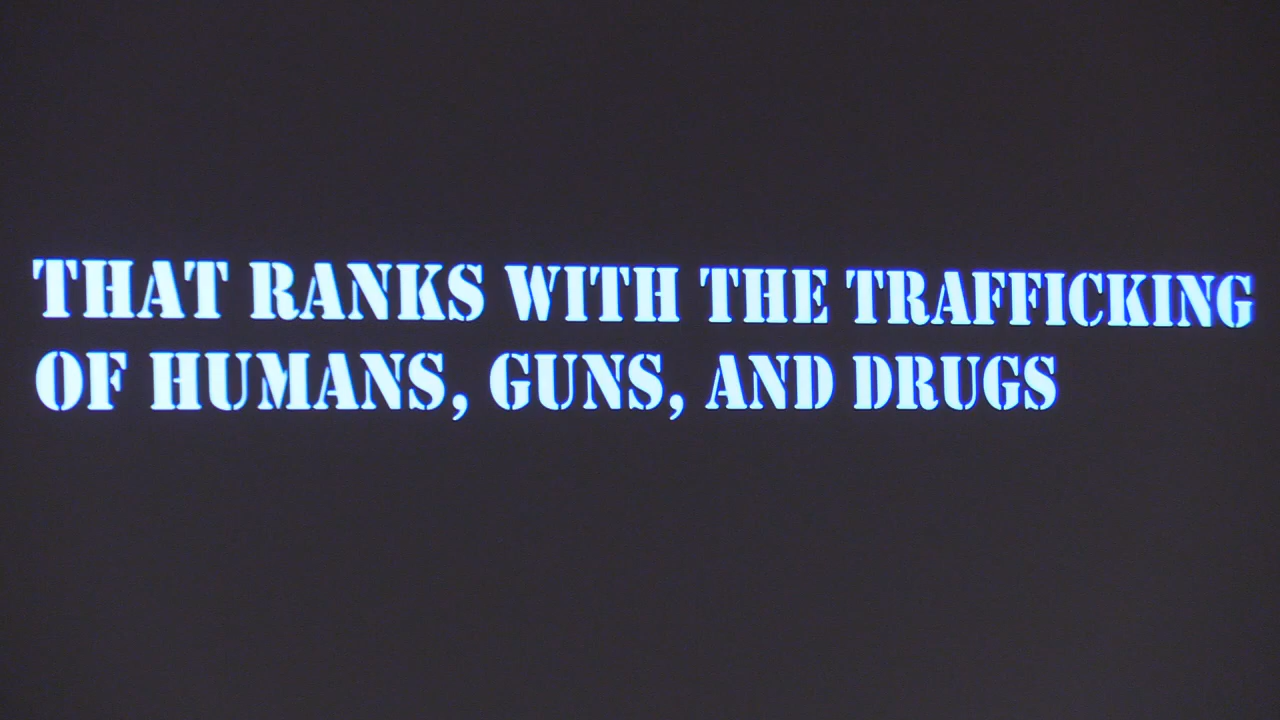 THAT RANKS WITH THE TRAFFICKING
OF HUMANS, GUNS, AND DRUGS